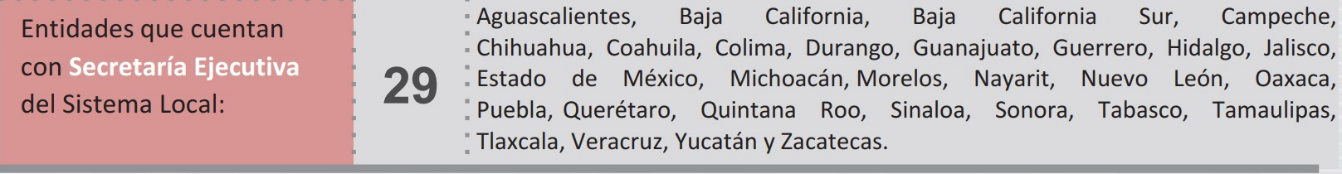 Entidades que cuentan
con Secretaría Ejecutiva
del Sistema Local:
29
Aguascalientes, Baja California, Baja California Sur, Campeche,
Chihuahua, Coahuila, Colima, Durango, Guanajuato, Guerrero, Hidalgo, Jalisco,
Estado de México, Michoacán, Morelos, Nayarit, Nuevo León, Oaxaca,
Puebla, Querétaro, Quintana Roo, Sinaloa, Sonora, Tabasco, Tamaulipas,
Tlaxcala, Veracruz, Yucatán y Zacatecas.